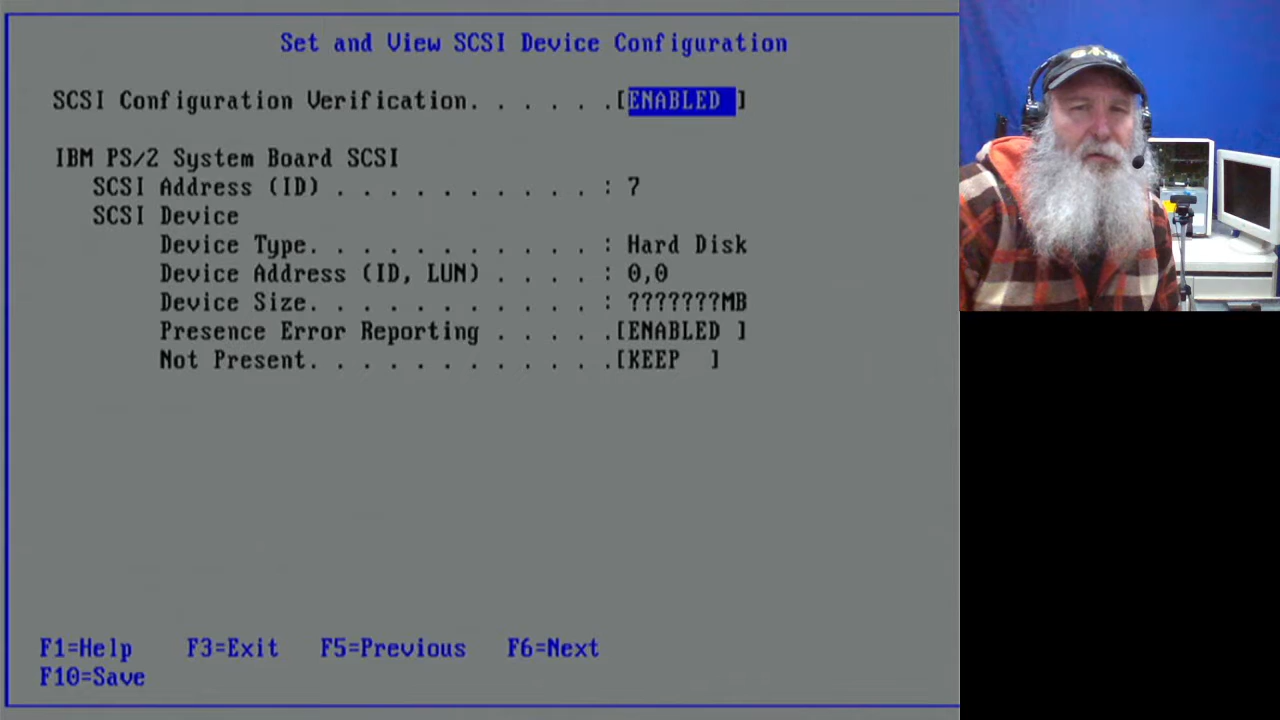 Set and View SCSI Device Configuration
SCSI Configuration Verification. . . . . .[ENABLED ]
IBM PS/2 System Board SCSI
SCSI Address (ID) . . . . . . . . . . : 7
SCSI Device
Device Type. . . . . . . . . . . : Hard Disk
Device Address (ID, LUN) . . . . : 0,0
Device Size. . . . . . . . . . . : ???????MB
Presence Error Reporting . . . . .[ENABLED ]
Not Present. . . . . . . . . . . .[KEEP  ]
F1=Help F3=Exit F5=Previous F6=Next
F10=Save